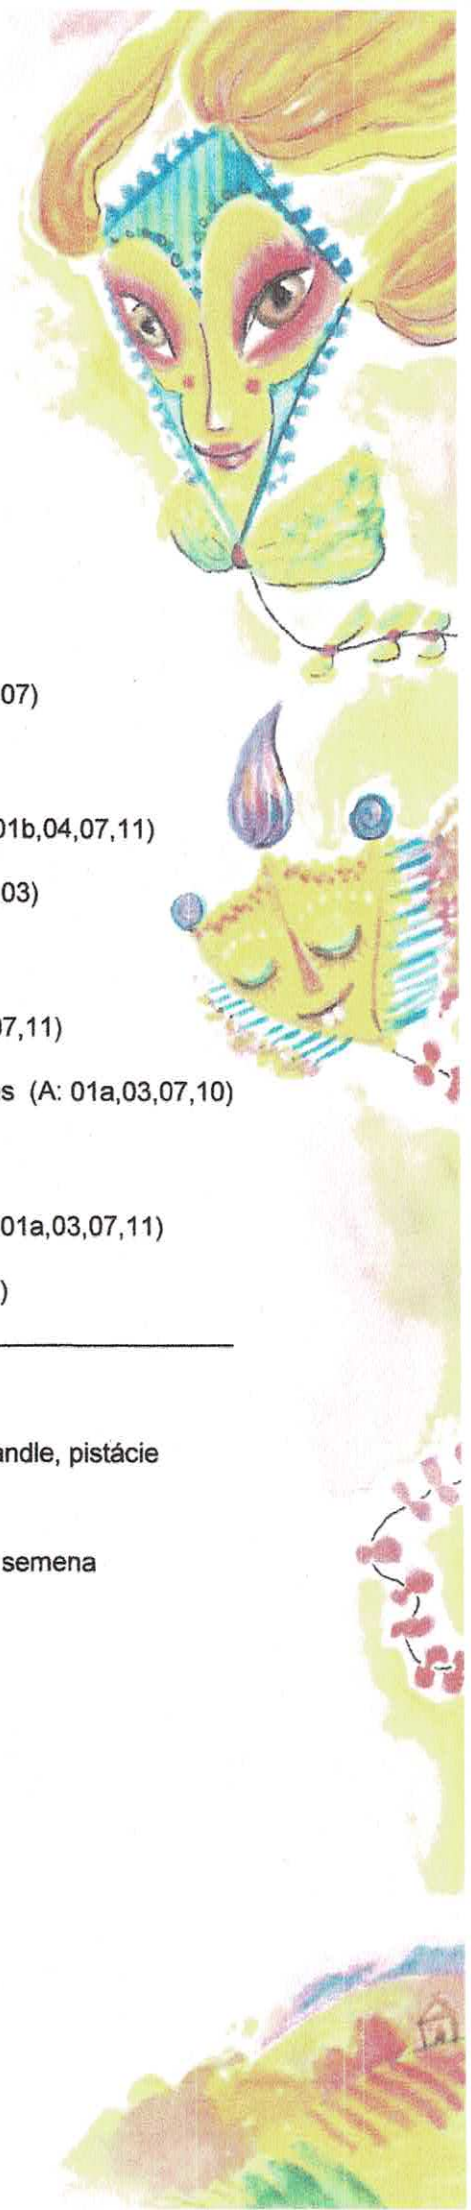 07)
01b,04,07,11)
03)
07,11)
s (A: 01a,03,07,10)
01a,03,07,11)
)
andle, pistácie
semena